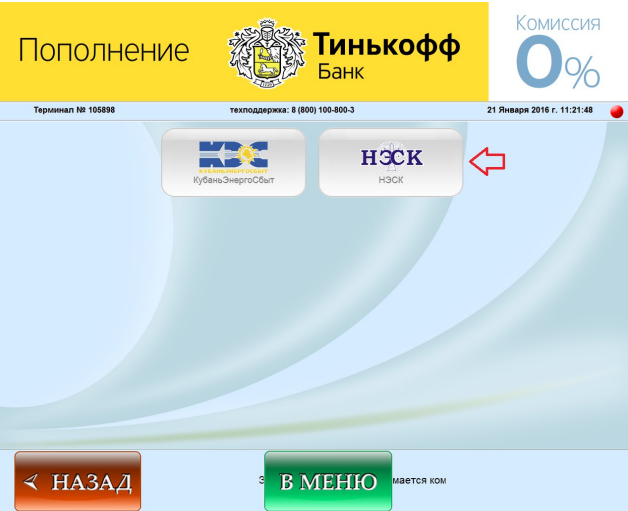 Пополнение
Тинькофф
Банк
Комиссия
0%
Терминал № 105898
техподдержка: 8 (800) 100-800-3
21 Января 2016 г. 11:21:48
КЭС
КУБАНЬЭНЕРГОСБЫТ
КубаньЭнергоСбыт
НЭСК
НЭСК
НАЗАД
В МЕНЮ
мается ком